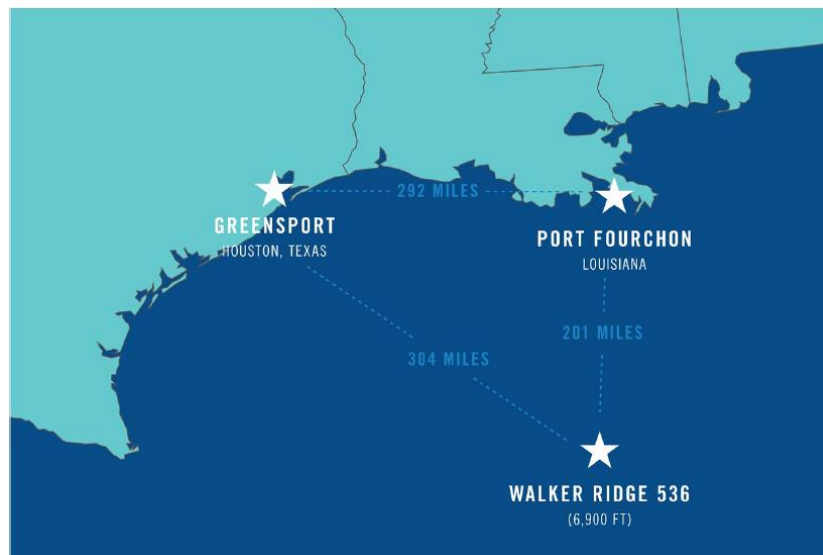 292 MILES
GREENSPORT
HOUSTON, TEXAS
PORT FOURCHON
LOUISIANA
201 MILES
304 MILES
WALKER RIDGE 536
(6,900 FT)